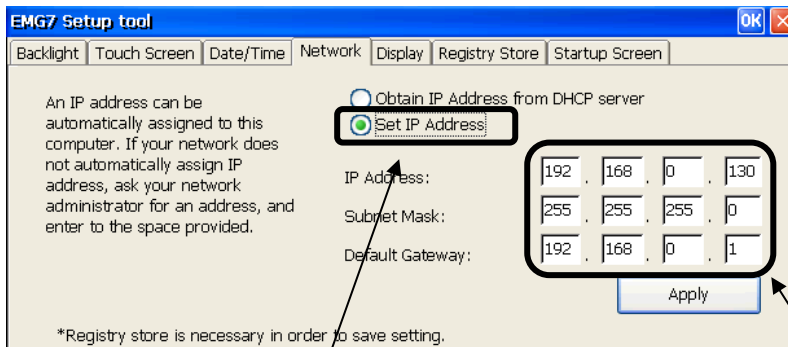 EMG7 Setup tool OK
Backlight Touch Screen Date/Time Network Display Registry Store Startup Screen
An IP address can be
automatically assigned to this
computer. If your network does
not automatically assign IP
address, ask your network
administrator for an address, and
enter to the space provided.
Obtain IP Address from DHCP server
Set IP Address
IP Address: 192 . 168 . 0 . 130
Subnet Mask: 255 . 255 . 255 . 0
Default Gateway: 192 . 168 . 0 . 1
Apply
*Registry store is necessary in order to save setting.